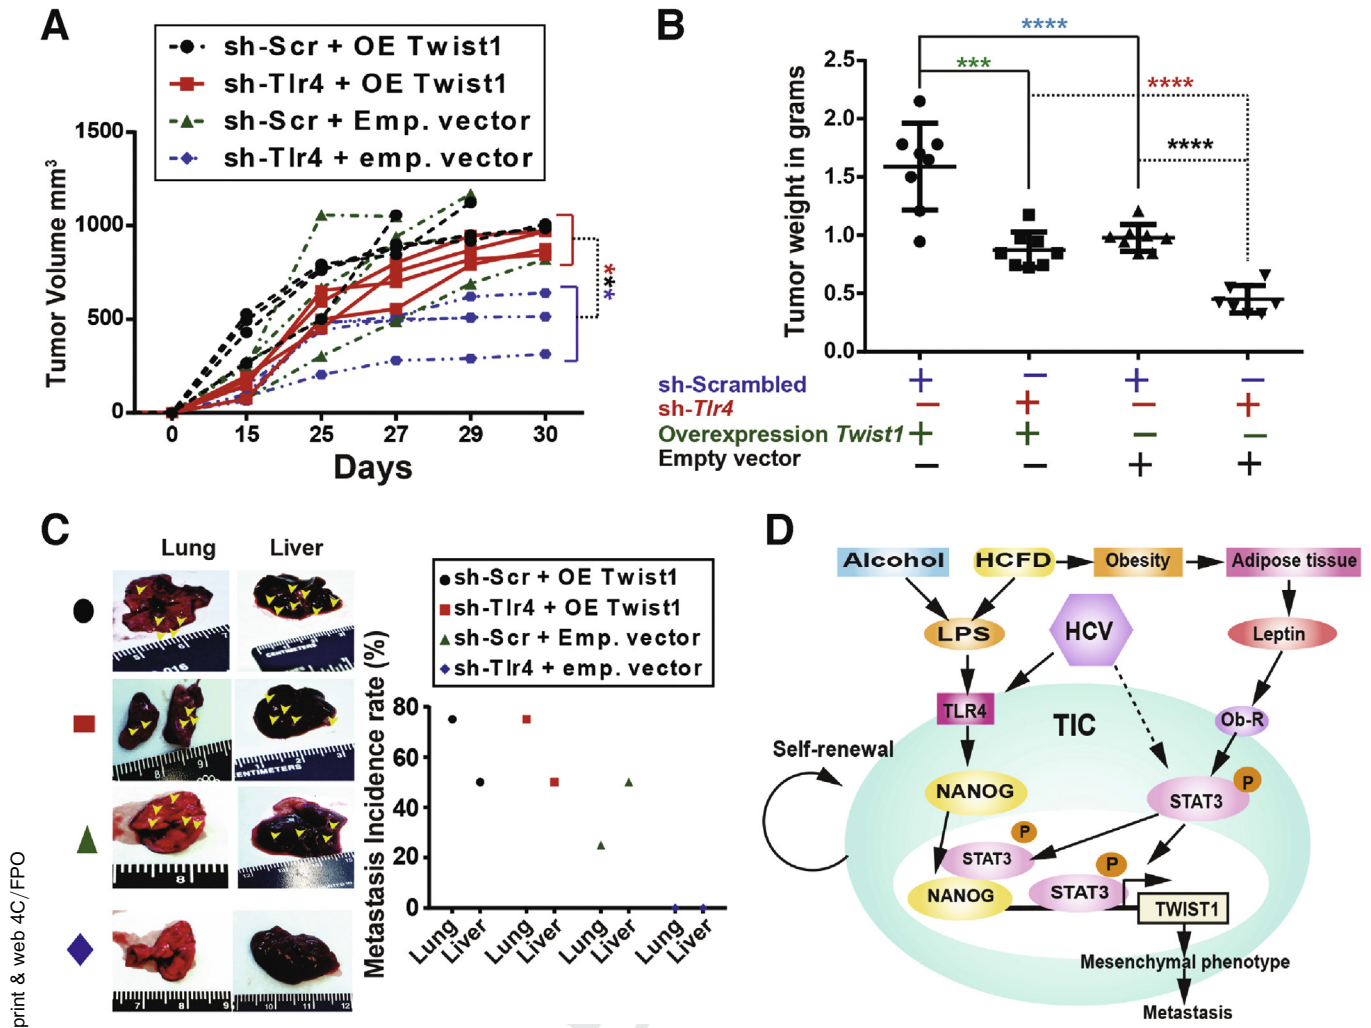 A
sh-Scr + OE Twist1
sh-Tlr4 + OE Twist1
sh-Scr + Emp. vector
sh-Tlr4 + emp. vector
Tumor Volume mm³
1500
1000
500
0
0 15 25 27 29 30
Days
***
B
Tumor weight in grams
2.5
2.0
1.5
1.0
0.5
0.0
****
***
****
****
sh-Scrambled + − + −
sh-Tlr4 − + − +
Overexpression Twist1 + + − −
Empty vector − − + +
C
Lung Liver
sh-Scr + OE Twist1
sh-Tlr4 + OE Twist1
sh-Scr + Emp. vector
sh-Tlr4 + emp. vector
Metastasis Incidence rate (%)
80
60
40
20
0
Lung Liver Lung Liver Lung Liver Lung Liver
D
Alcohol HCFD Obesity Adipose tissue
LPS HCV Leptin
TLR4 TIC Ob-R
Self-renewal
NANOG STAT3 P
STAT3 P
NANOG STAT3 P
TWIST1
Mesenchymal phenotype
Metastasis
print & web 4C/FPO